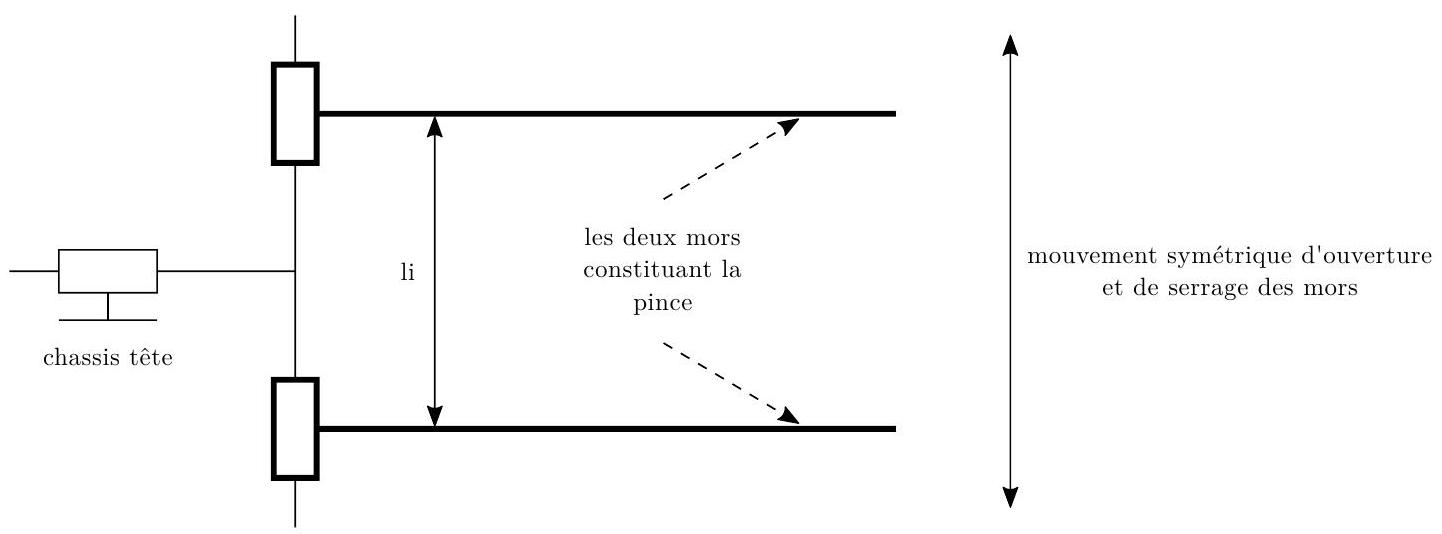 les deux mors
constituant la
pince
li
mouvement symétrique d'ouverture
et de serrage des mors
chassis tête